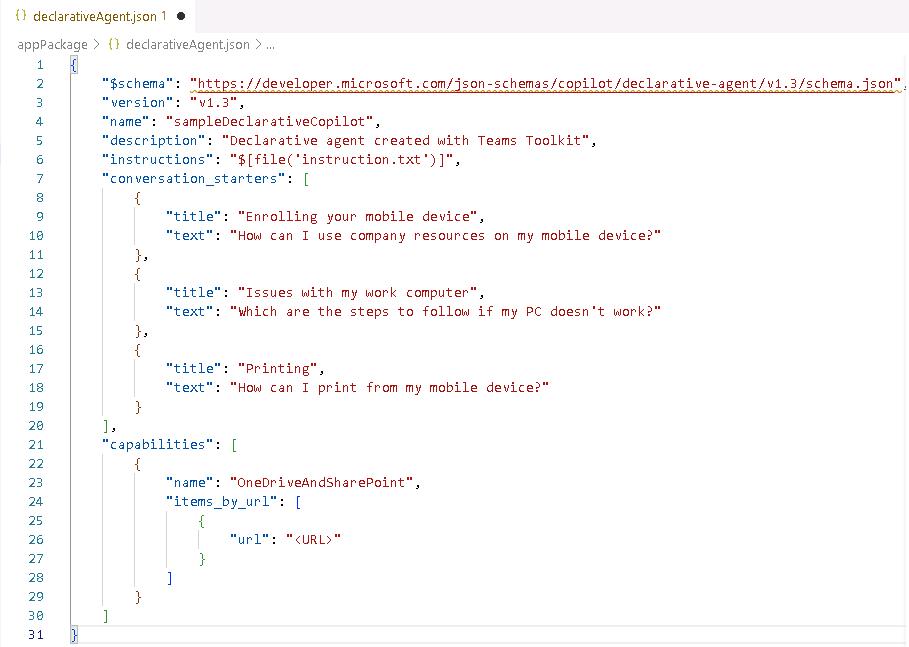 {} declarativeAgent.json 1 ●
appPackage > {} declarativeAgent.json > ...
1 {
2 "$schema": "https://developer.microsoft.com/json-schemas/copilot/declarative-agent/v1.3/schema.json",
3 "version": "v1.3",
4 "name": "sampleDeclarativeCopilot",
5 "description": "Declarative agent created with Teams Toolkit",
6 "instructions": "$[file('instruction.txt')]",
7 "conversation_starters": [
8 {
9 "title": "Enrolling your mobile device",
10 "text": "How can I use company resources on my mobile device?"
11 },
12 {
13 "title": "Issues with my work computer",
14 "text": "Which are the steps to follow if my PC doesn't work?"
15 },
16 {
17 "title": "Printing",
18 "text": "How can I print from my mobile device?"
19 }
20 ],
21 "capabilities": [
22 {
23 "name": "OneDriveAndSharePoint",
24 "items_by_url": [
25 {
26 "url": "<URL>"
27 }
28 ]
29 }
30 ]
31 }